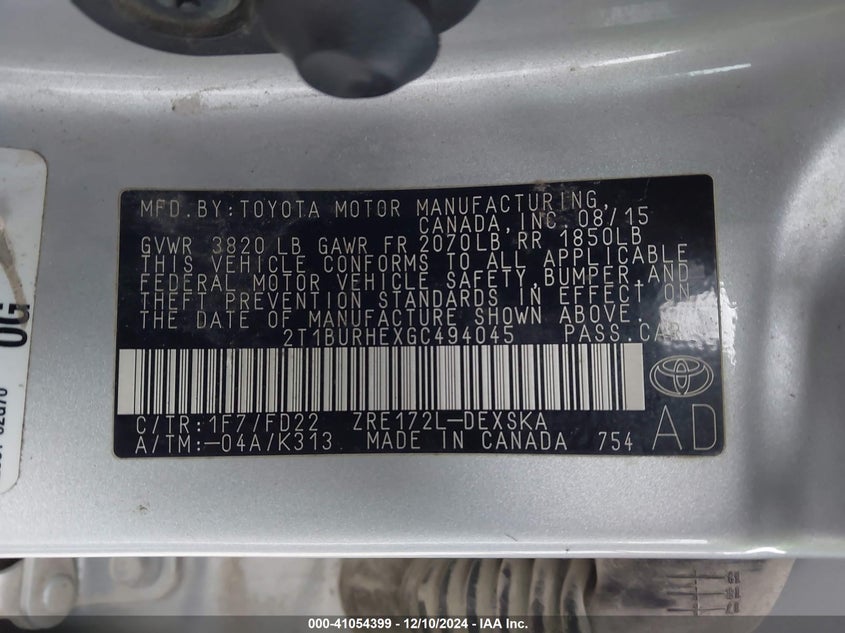 MFD.BY:TOYOTA MOTOR MANUFACTURING,
CANADA,INC. 08/15
GVWR 3820 LB GAWR FR 2070LB RR 1850LB
THIS VEHICLE CONFORMS TO ALL APPLICABLE
FEDERAL MOTOR VEHICLE SAFETY,BUMPER,AND
THEFT PREVENTION STANDARDS IN EFFECT ON
THE DATE OF MANUFACTURE SHOWN ABOVE.
2T1BURHEXGC494045 PASS.CAR
C/TR:1F7/FD22 ZRE172L-DEXSKA
A/TM:-04A/K313 MADE IN CANADA 754
AD
0G
000-41054399 - 12/10/2024 - IAA Inc.